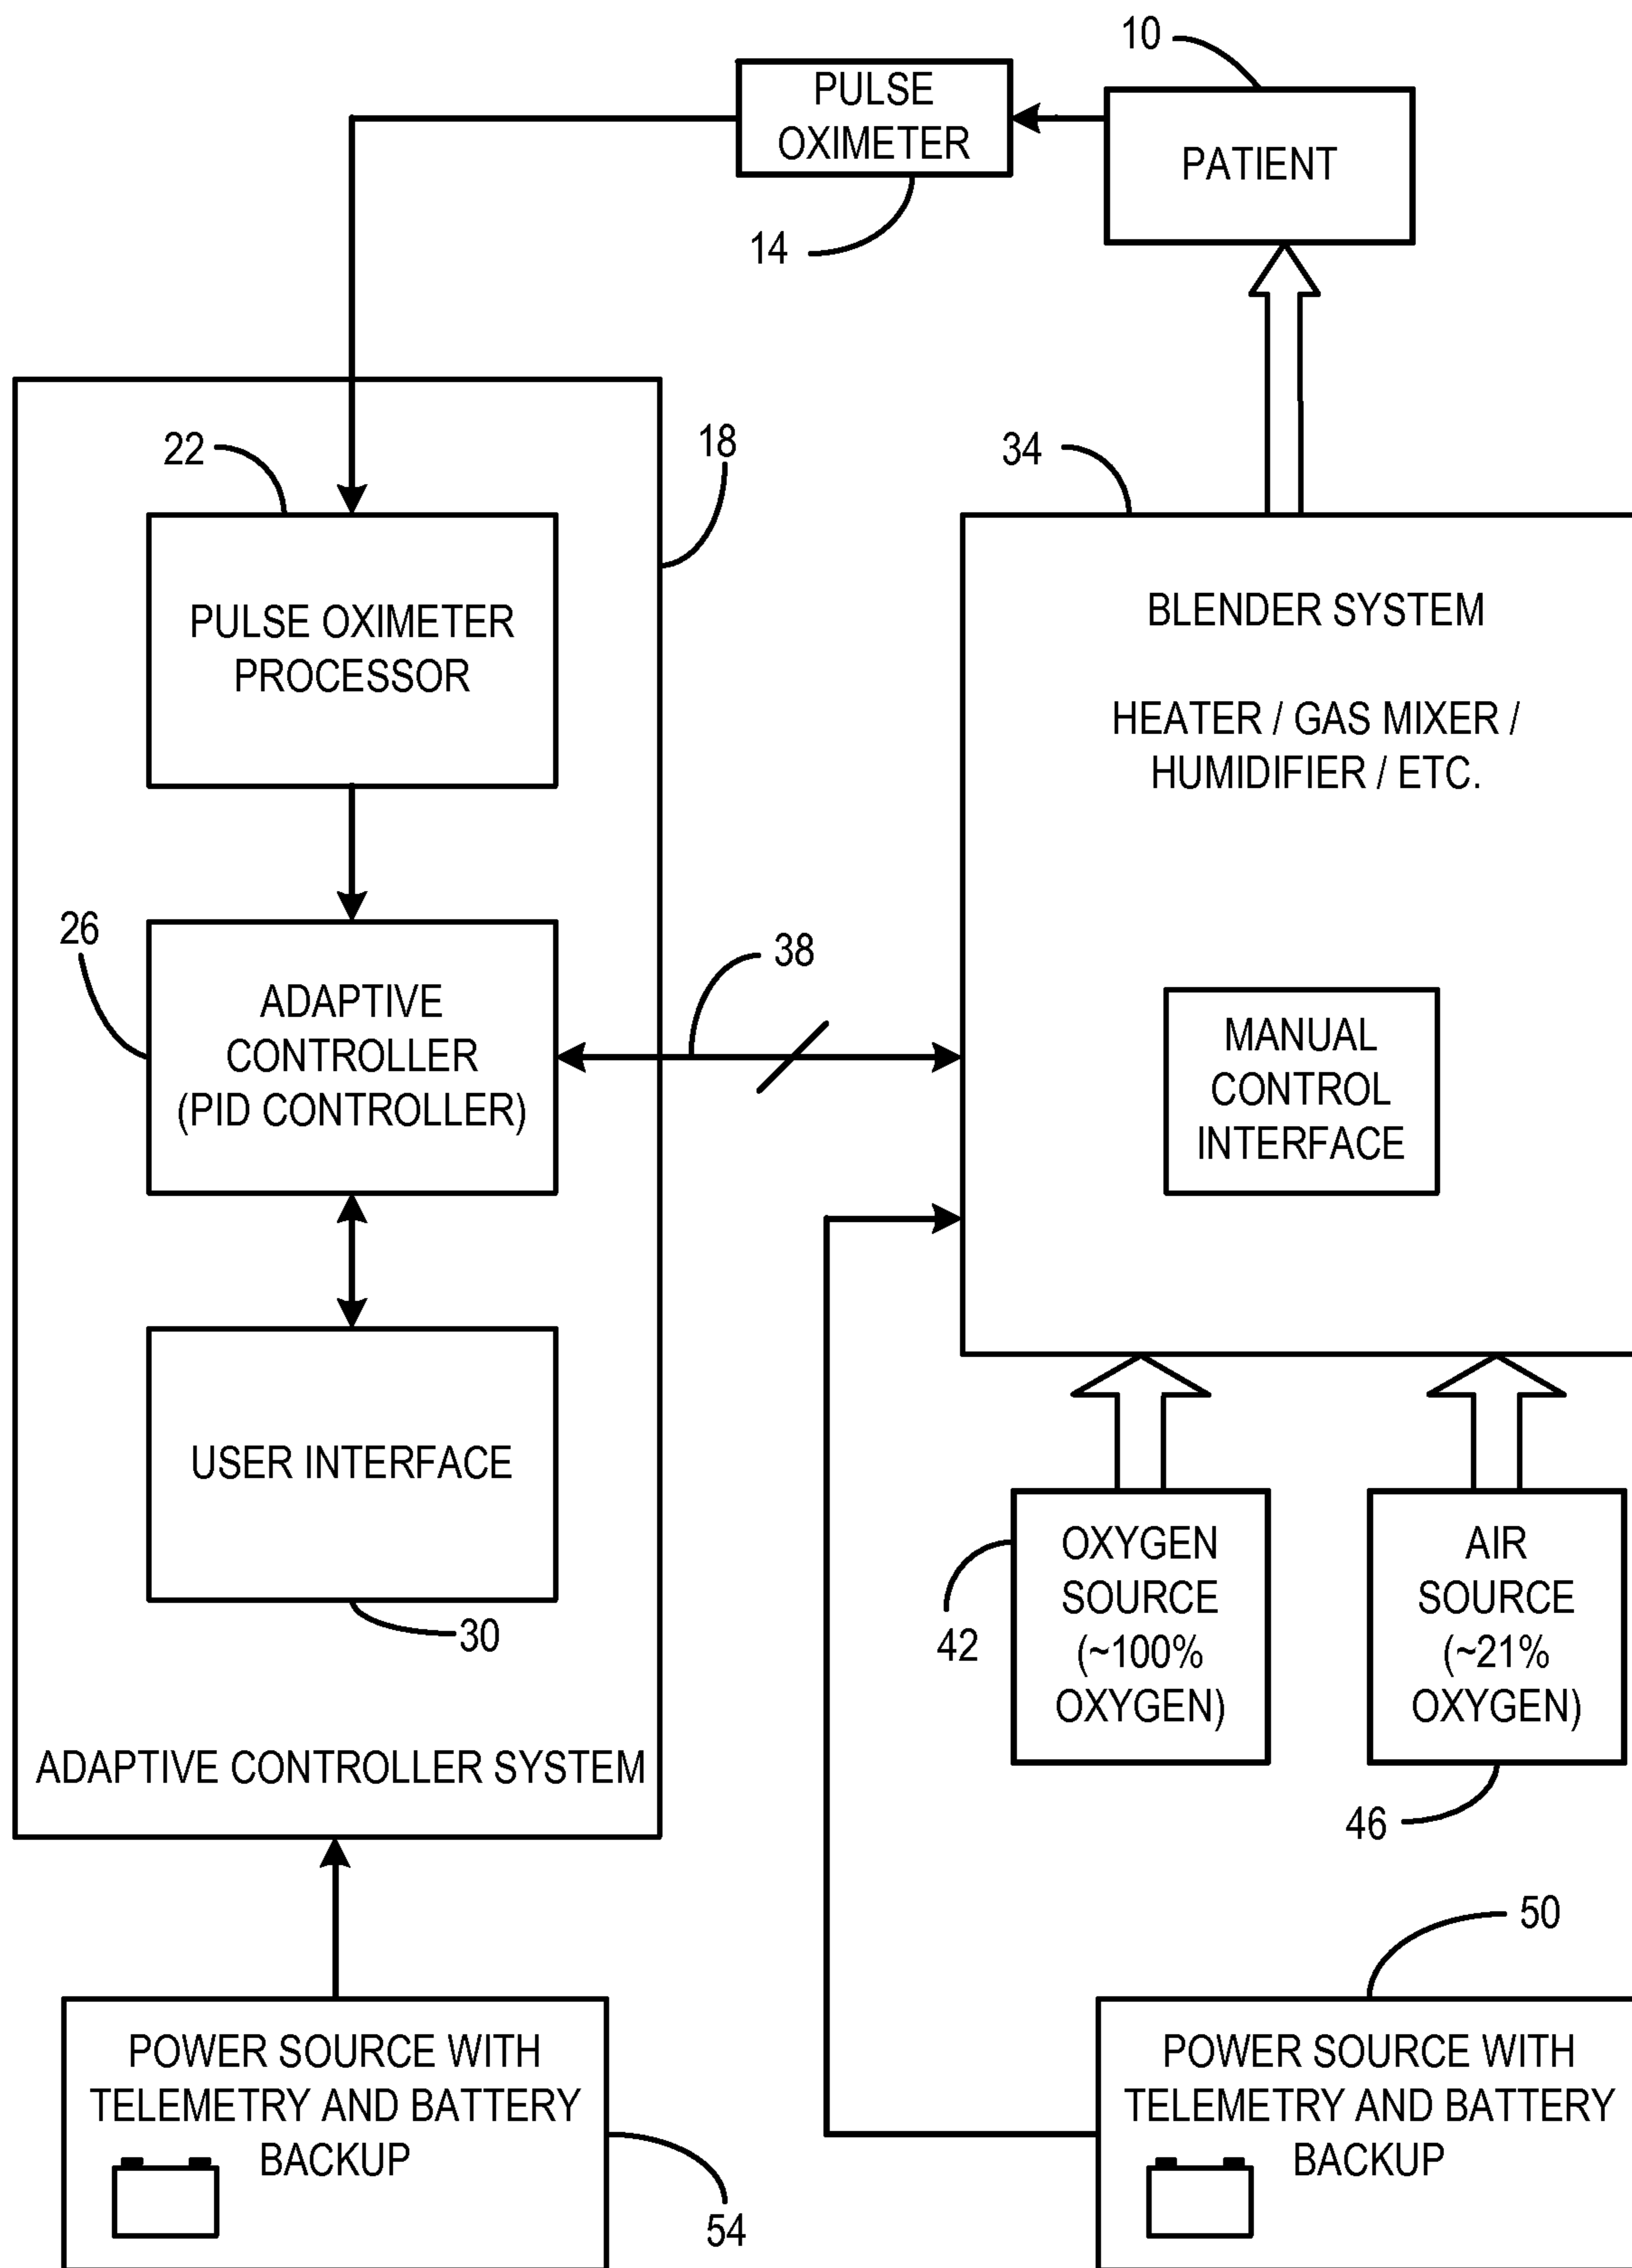 10
PULSE
OXIMETER
PATIENT
14
22
18
34
PULSE OXIMETER
PROCESSOR
BLENDER SYSTEM
HEATER / GAS MIXER /
HUMIDIFIER / ETC.
26
38
ADAPTIVE
CONTROLLER
(PID CONTROLLER)
MANUAL
CONTROL
INTERFACE
USER INTERFACE
30
42
OXYGEN
SOURCE
(~100%
OXYGEN)
AIR
SOURCE
(~21%
OXYGEN)
46
ADAPTIVE CONTROLLER SYSTEM
50
POWER SOURCE WITH
TELEMETRY AND BATTERY
BACKUP
54
POWER SOURCE WITH
TELEMETRY AND BATTERY
BACKUP